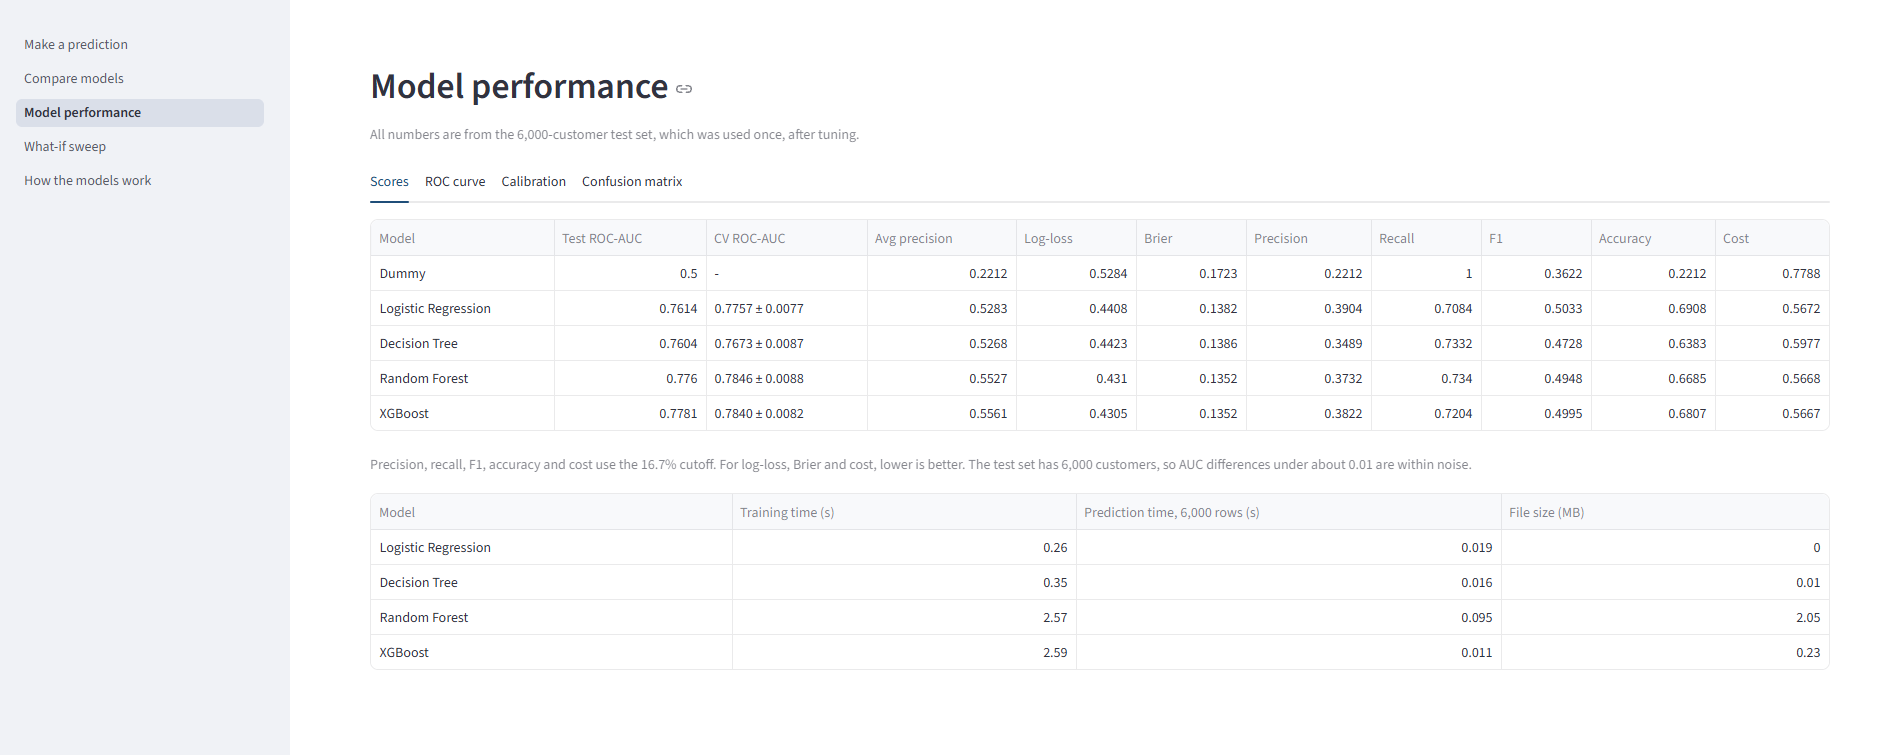 Make a prediction
Compare models
Model performance
What-if sweep
How the models work
Model performance
All numbers are from the 6,000-customer test set, which was used once, after tuning.
Scores ROC curve Calibration Confusion matrix
Model Test ROC-AUC CV ROC-AUC Avg precision Log-loss Brier Precision Recall F1 Accuracy Cost
Dummy 0.5 - 0.2212 0.5284 0.1723 0.2212 1 0.3622 0.2212 0.7788
Logistic Regression 0.7614 0.7757 ± 0.0077 0.5283 0.4408 0.1382 0.3904 0.7084 0.5033 0.6908 0.5672
Decision Tree 0.7604 0.7673 ± 0.0087 0.5268 0.4423 0.1386 0.3489 0.7332 0.4728 0.6383 0.5977
Random Forest 0.776 0.7846 ± 0.0088 0.5527 0.431 0.1352 0.3732 0.734 0.4948 0.6685 0.5668
XGBoost 0.7781 0.7840 ± 0.0082 0.5561 0.4305 0.1352 0.3822 0.7204 0.4995 0.6807 0.5667
Precision, recall, F1, accuracy and cost use the 16.7% cutoff. For log-loss, Brier and cost, lower is better. The test set has 6,000 customers, so AUC differences under about 0.01 are within noise.
Model Training time (s) Prediction time, 6,000 rows (s) File size (MB)
Logistic Regression 0.26 0.019 0
Decision Tree 0.35 0.016 0.01
Random Forest 2.57 0.095 2.05
XGBoost 2.59 0.011 0.23